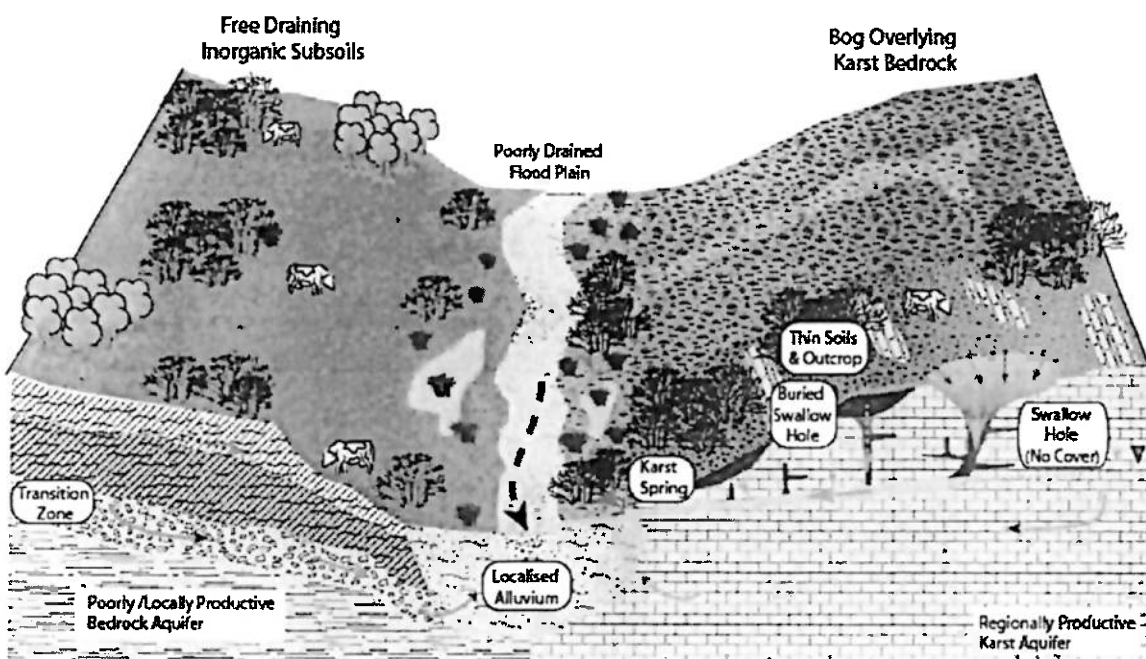 Free Draining
Inorganic Subsoils
Bog Overlying
Karst Bedrock
Poorly Drained
Flood Plain
Thin Soils
& Outcrop
Buried
Swallow
Hole
Swallow
Hole
(No Cover)
Karst
Spring
Transition
Zone
Localised
Alluvium
Poorly /Locally Productive
Bedrock Aquifer
Regionally Productive
Karst Aquifer